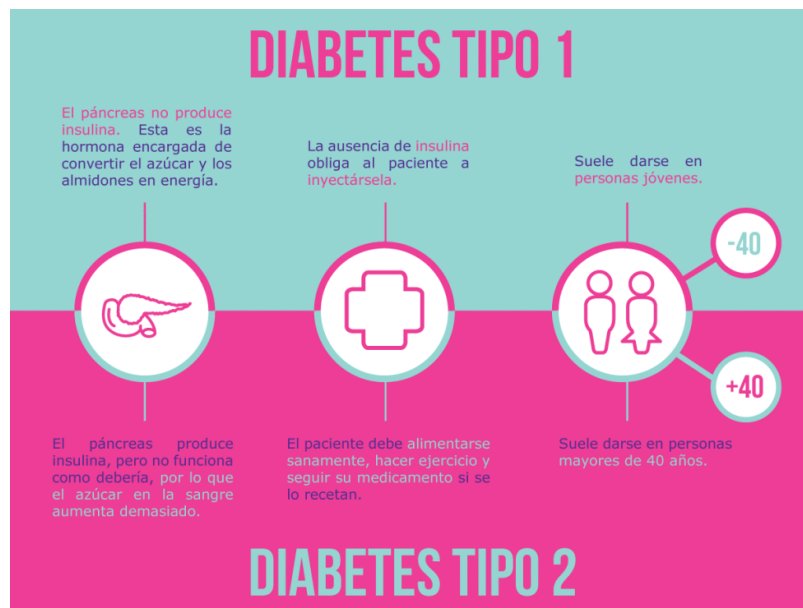 DIABETES TIPO 1
El páncreas no produce
insulina. Esta es la
hormona encargada de
convertir el azúcar y los
almidones en energía.
La ausencia de insulina
obliga al paciente a
inyectársela.
Suele darse en
personas jóvenes.
-40
+40
El páncreas produce
insulina, pero no funciona
como debería, por lo que
el azúcar en la sangre
aumenta demasiado.
El paciente debe alimentarse
sanamente, hacer ejercicio y
seguir su medicamento si se
lo recetan.
Suele darse en personas
mayores de 40 años.
DIABETES TIPO 2